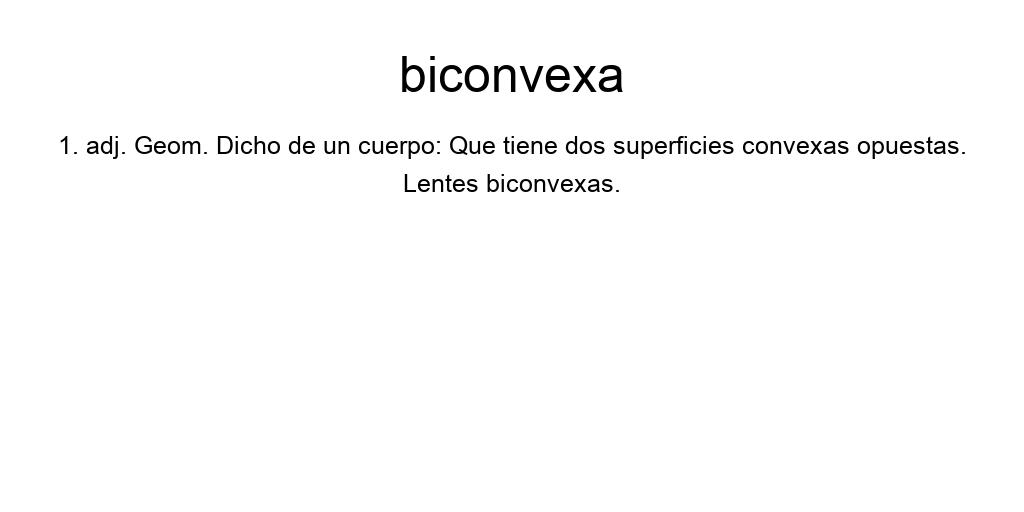 biconvexa
1. adj. Geom. Dicho de un cuerpo: Que tiene dos superficies convexas opuestas.
Lentes biconvexas.